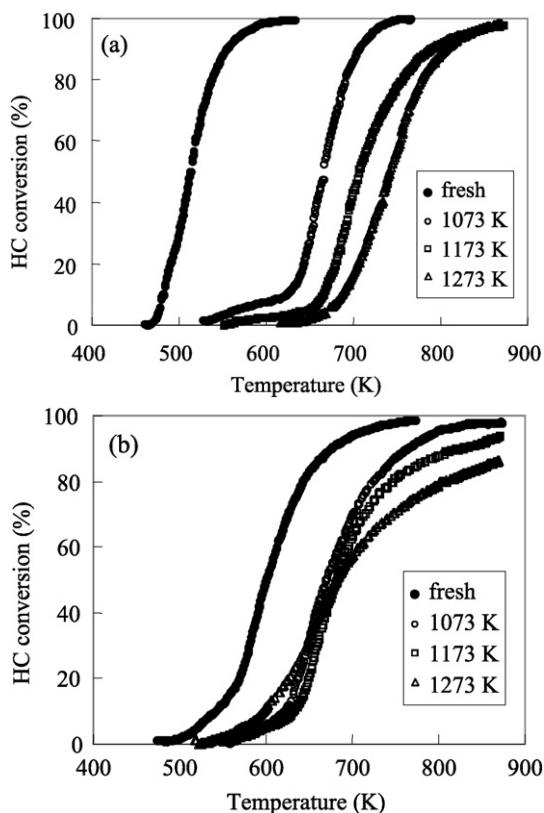 (a)
HC conversion (%)
100
80
60
40
20
0
fresh
1073 K
1173 K
1273 K
400 500 600 700 800 900
Temperature (K)
(b)
HC conversion (%)
100
80
60
40
20
0
fresh
1073 K
1173 K
1273 K
400 500 600 700 800 900
Temperature (K)